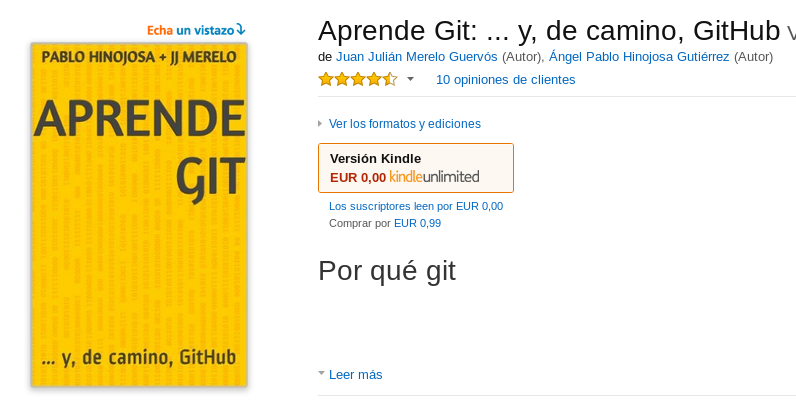 Echa un vistazo
PABLO HINOJOSA + JJ MERELO
APRENDE
GIT
... y, de camino, GitHub
Aprende Git: ... y, de camino, GitHub
de Juan Julián Merelo Guervós (Autor), Ángel Pablo Hinojosa Gutiérrez (Autor)
10 opiniones de clientes
Ver los formatos y ediciones
Versión Kindle
EUR 0,00 kindleunlimited
Los suscriptores leen por EUR 0,00
Comprar por EUR 0,99
Por qué git
Leer más